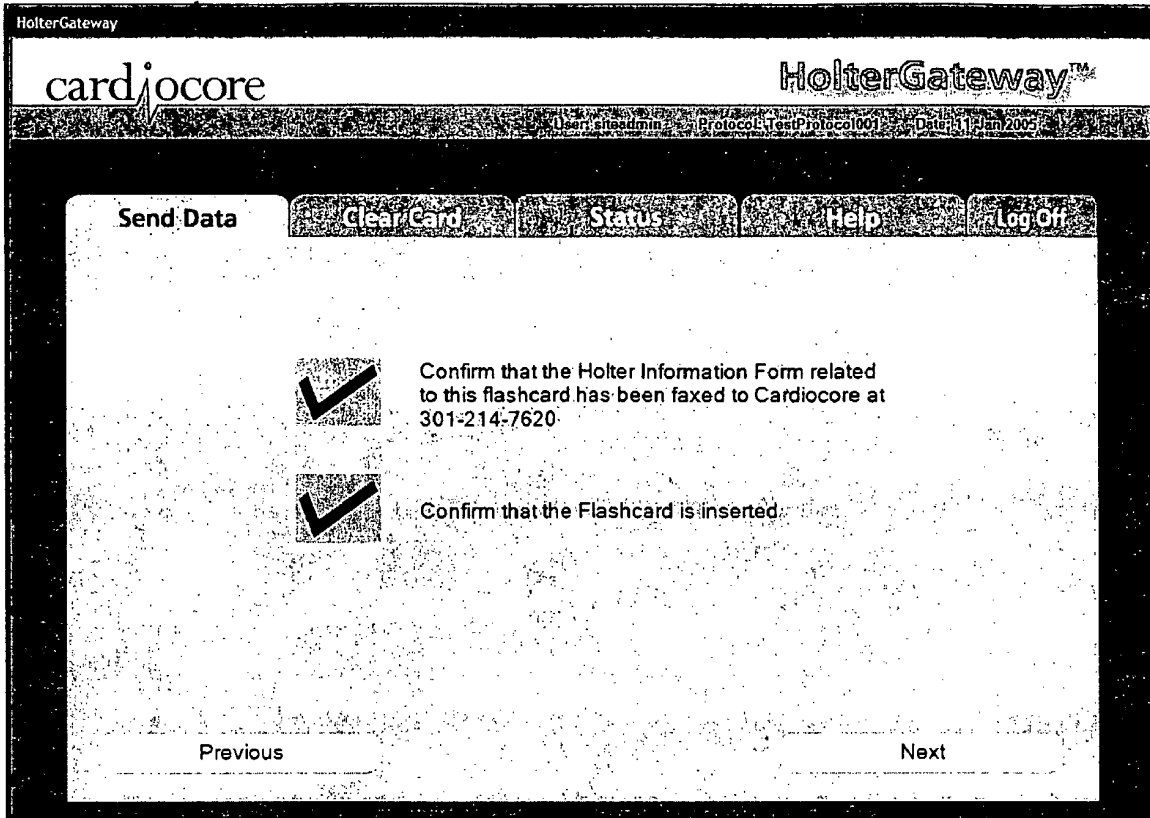 HolterGateway
cardiocore
HolterGateway™
User: siteadmin Protocol: TestProtocol001 Date: 11 Jan 2005
Send Data
Clear Card
Status
Help
Log Off
Confirm that the Holter Information Form related
to this flashcard has been faxed to Cardiocore at
301-214-7620
Confirm that the Flashcard is inserted.
Previous
Next